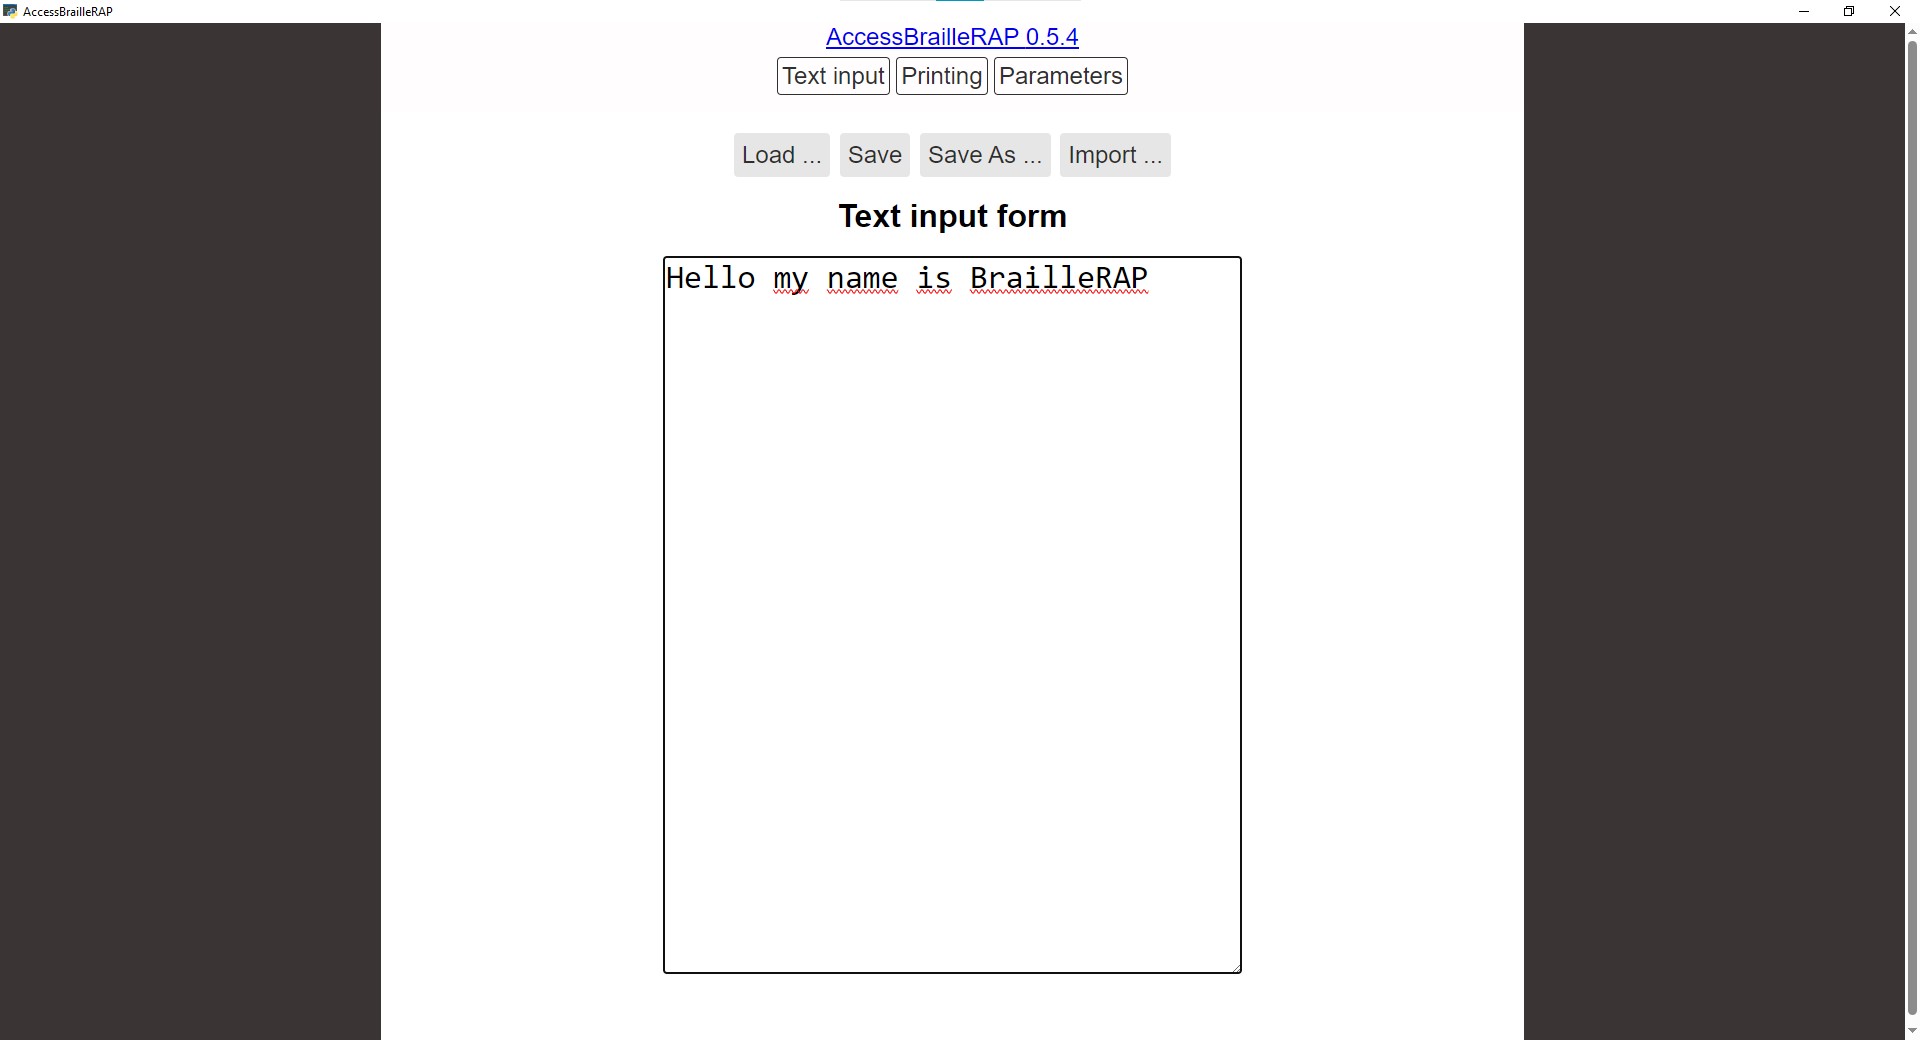 AccessBrailleRAP
AccessBrailleRAP 0.5.4
Text input Printing Parameters
Load ... Save Save As ... Import ...
Text input form
Hello my name is BrailleRAP